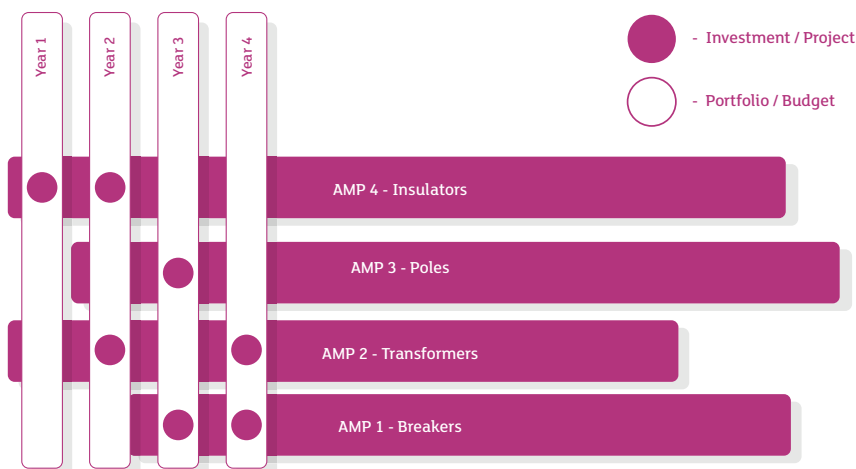 Year 1
Year 2
Year 3
Year 4
- Investment / Project
- Portfolio / Budget
AMP 4 - Insulators
AMP 3 - Poles
AMP 2 - Transformers
AMP 1 - Breakers